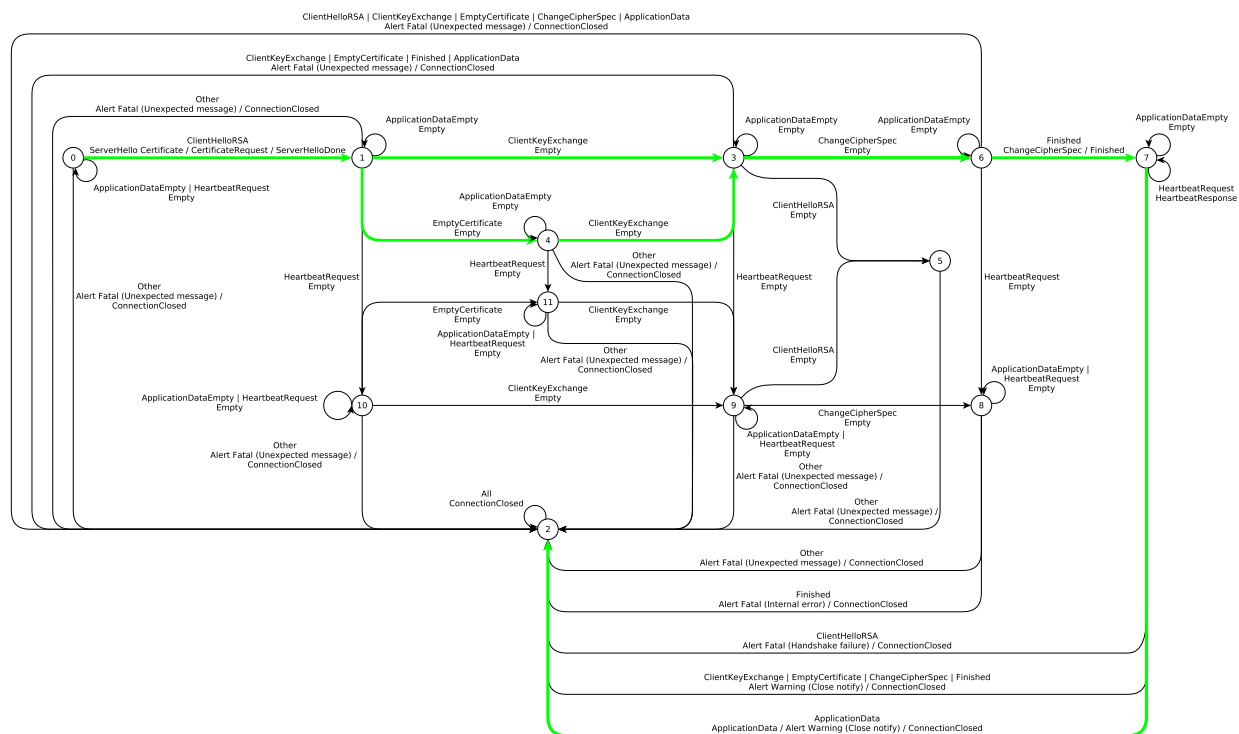 ClientHelloRSA | ClientKeyExchange | EmptyCertificate | ChangeCipherSpec | ApplicationData
Alert Fatal (Unexpected message) / ConnectionClosed
ClientKeyExchange | EmptyCertificate | Finished | ApplicationData
Alert Fatal (Unexpected message) / ConnectionClosed
Other
Alert Fatal (Unexpected message) / ConnectionClosed
ApplicationDataEmpty
Empty
ApplicationDataEmpty
Empty
ApplicationDataEmpty
Empty
ApplicationDataEmpty
Empty
ClientHelloRSA
ServerHello Certificate / CertificateRequest / ServerHelloDone
ClientKeyExchange
Empty
ChangeCipherSpec
Empty
Finished
ChangeCipherSpec / Finished
0
1
3
6
7
ApplicationDataEmpty | HeartbeatRequest
Empty
HeartbeatRequest
HeartbeatResponse
ApplicationDataEmpty
Empty
ClientHelloRSA
Empty
EmptyCertificate
Empty
4
ClientKeyExchange
Empty
Other
Alert Fatal (Unexpected message) /
ConnectionClosed
HeartbeatRequest
Empty
5
HeartbeatRequest
Empty
HeartbeatRequest
Empty
HeartbeatRequest
Empty
Other
Alert Fatal (Unexpected message) /
ConnectionClosed
11
EmptyCertificate
Empty
ClientKeyExchange
Empty
ApplicationDataEmpty |
HeartbeatRequest
Empty
Other
Alert Fatal (Unexpected message) /
ConnectionClosed
ClientHelloRSA
Empty
ApplicationDataEmpty |
HeartbeatRequest
Empty
ApplicationDataEmpty | HeartbeatRequest
Empty
10
ClientKeyExchange
Empty
9
ChangeCipherSpec
Empty
8
ApplicationDataEmpty |
HeartbeatRequest
Empty
Other
Alert Fatal (Unexpected message) /
ConnectionClosed
Other
Alert Fatal (Unexpected message) /
ConnectionClosed
All
ConnectionClosed
2
Other
Alert Fatal (Unexpected message) /
ConnectionClosed
Other
Alert Fatal (Unexpected message) / ConnectionClosed
Finished
Alert Fatal (Internal error) / ConnectionClosed
ClientHelloRSA
Alert Fatal (Handshake failure) / ConnectionClosed
ClientKeyExchange | EmptyCertificate | ChangeCipherSpec | Finished
Alert Warning (Close notify) / ConnectionClosed
ApplicationData
ApplicationData / Alert Warning (Close notify) / ConnectionClosed